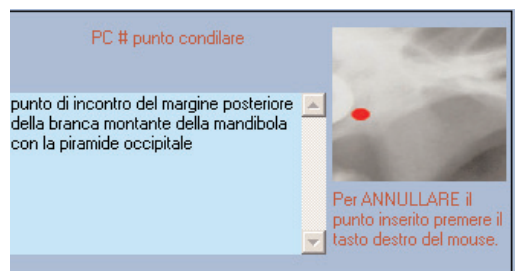 PC # punto condilare
punto di incontro del margine posteriore
della branca montante della mandibola
con la piramide occipitale
Per ANNULLARE il
punto inserito premere il
tasto destro del mouse.